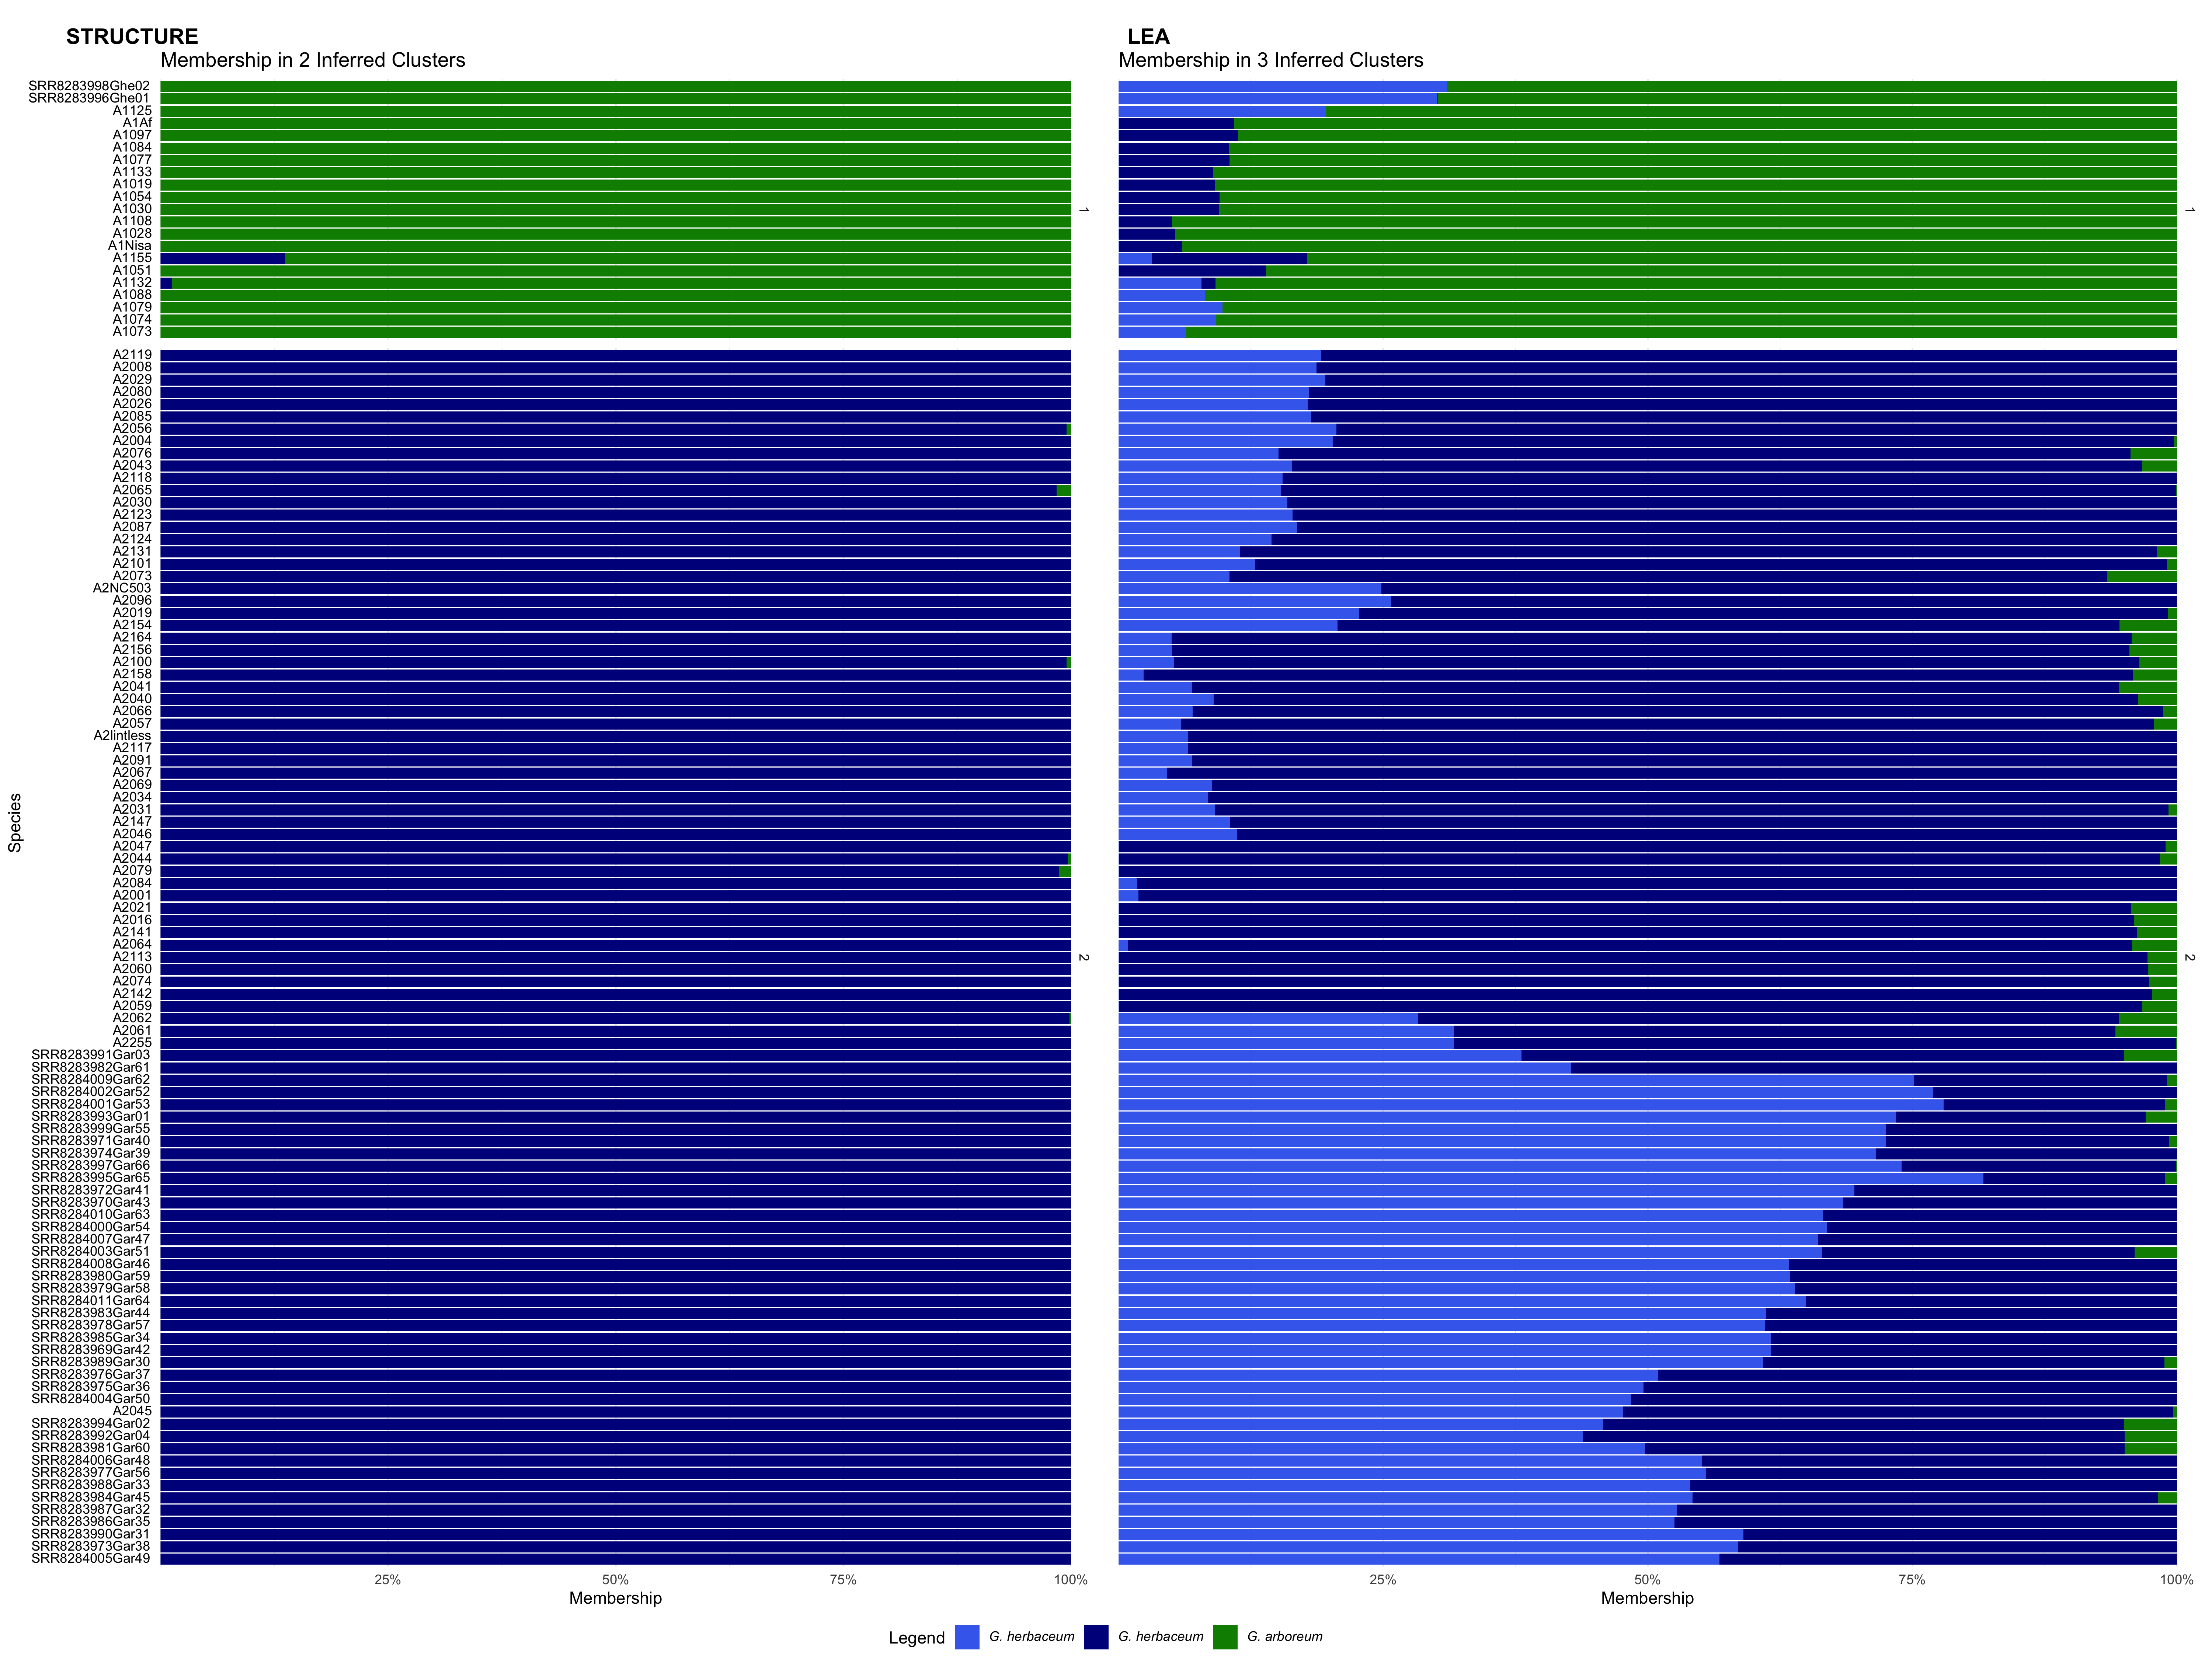 STRUCTURE
Membership in 2 Inferred Clusters
SRR8283998Ghe02
SRR8283996Ghe01
A1125
A1Af
A1097
A1084
A1077
A1133
A1019
A1054
A1030
A1108
A1028
A1Nisa
A1155
A1051
A1132
A1088
A1079
A1074
A1073
1
A2119
A2008
A2029
A2080
A2026
A2085
A2056
A2004
A2076
A2043
A2118
A2065
A2030
A2123
A2087
A2124
A2131
A2101
A2073
A2NC503
A2096
A2019
A2154
A2164
A2156
A2100
A2158
A2041
A2040
A2066
A2057
A2lintless
A2117
A2091
A2067
A2069
A2034
A2031
A2147
A2046
A2047
A2044
A2079
A2084
A2001
A2021
A2016
A2141
A2064
A2113
A2060
A2074
A2142
A2059
A2062
A2061
A2255
SRR8283991Gar03
SRR8283982Gar61
SRR8284009Gar62
SRR8284002Gar52
SRR8284001Gar53
SRR8283993Gar01
SRR8283999Gar55
SRR8283971Gar40
SRR8283974Gar39
SRR8283997Gar66
SRR8283995Gar65
SRR8283972Gar41
SRR8283970Gar43
SRR8284010Gar63
SRR8284000Gar54
SRR8284007Gar47
SRR8284003Gar51
SRR8284008Gar46
SRR8283980Gar59
SRR8283979Gar58
SRR8284011Gar64
SRR8283983Gar44
SRR8283978Gar57
SRR8283985Gar34
SRR8283969Gar42
SRR8283989Gar30
SRR8283976Gar37
SRR8283975Gar36
SRR8284004Gar50
A2045
SRR8283994Gar02
SRR8283992Gar04
SRR8283981Gar60
SRR8284006Gar48
SRR8283977Gar56
SRR8283988Gar33
SRR8283984Gar45
SRR8283987Gar32
SRR8283986Gar35
SRR8283990Gar31
SRR8283973Gar38
SRR8284005Gar49
2
Species
25% 50% 75% 100%
Membership
LEA
Membership in 3 Inferred Clusters
1
2
25% 50% 75% 100%
Membership
Legend G. herbaceum G. herbaceum G. arboreum